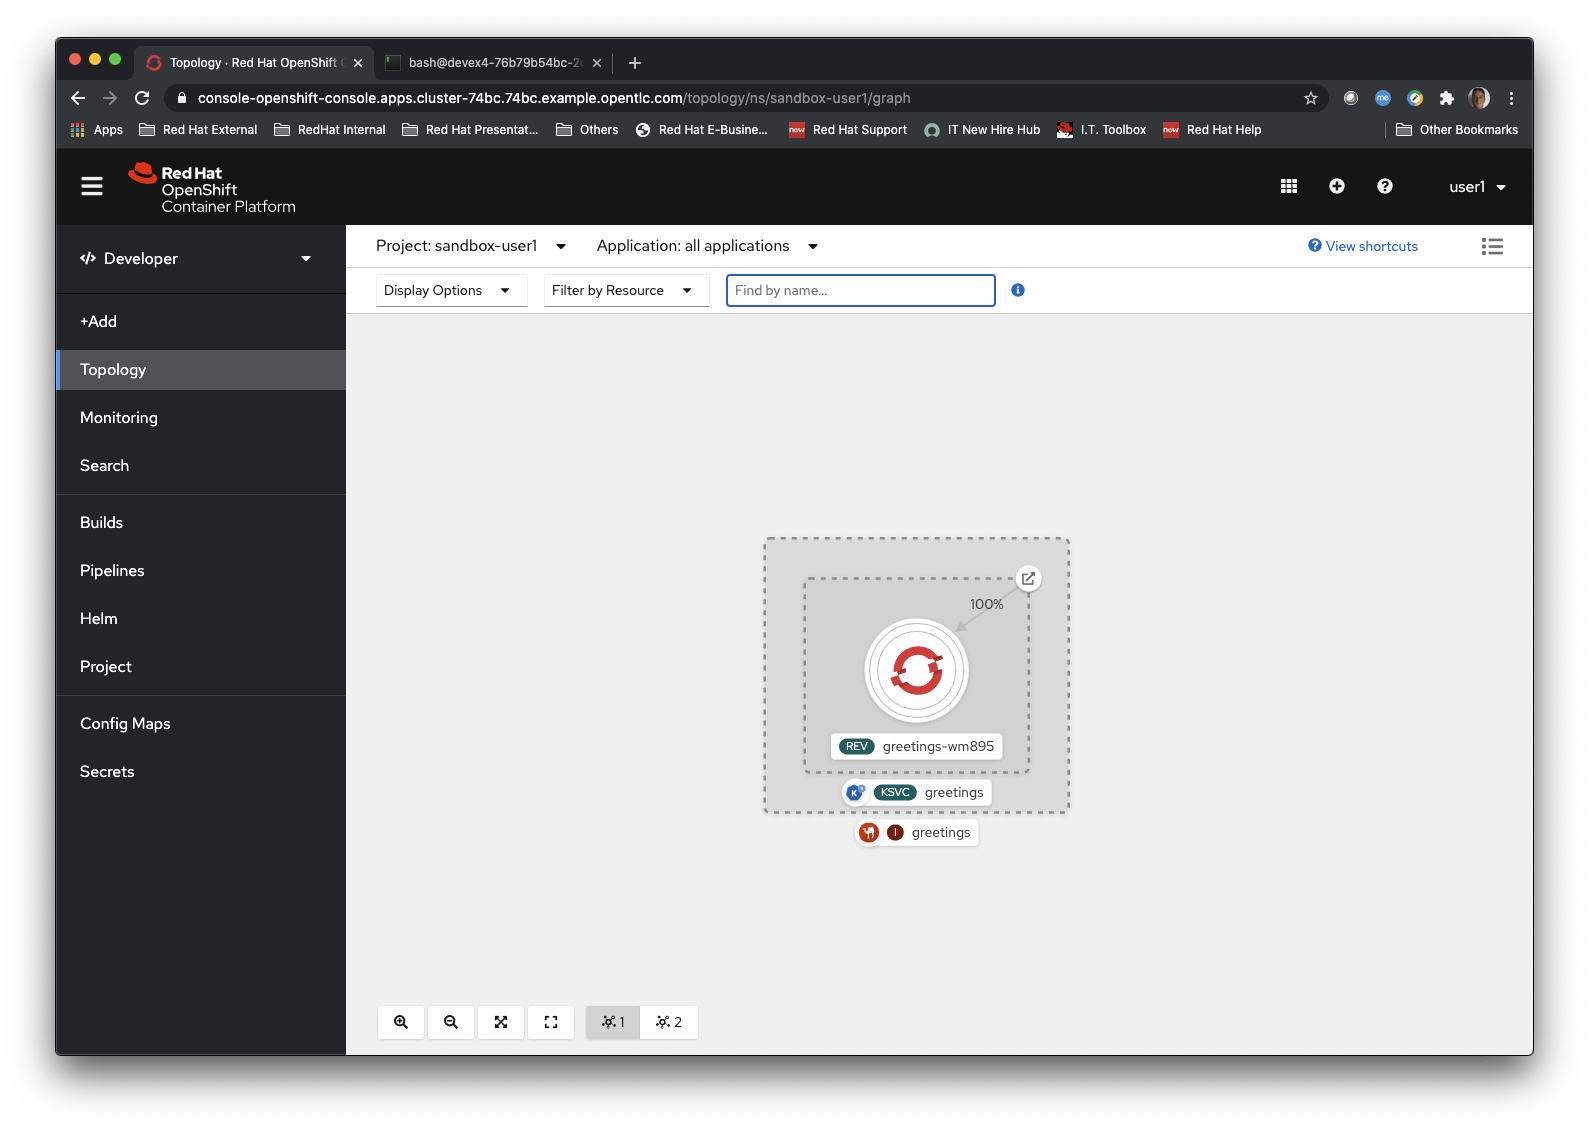 Topology · Red Hat OpenShift
bash@devex4-76b79b54bc-2
console-openshift-console.apps.cluster-74bc.74bc.example.opentlc.com/topology/ns/sandbox-user1/graph
me
Apps Red Hat External RedHat Internal Red Hat Presentat... Others Red Hat E-Busine... now Red Hat Support IT New Hire Hub I.T. Toolbox now Red Hat Help Other Bookmarks
Red Hat
OpenShift
Container Platform
user1
Developer
+Add
Topology
Monitoring
Search
Builds
Pipelines
Helm
Project
Config Maps
Secrets
Project: sandbox-user1 Application: all applications View shortcuts
Display Options Filter by Resource Find by name...
100%
REV greetings-wm895
K KSVC greetings
I greetings
1 2